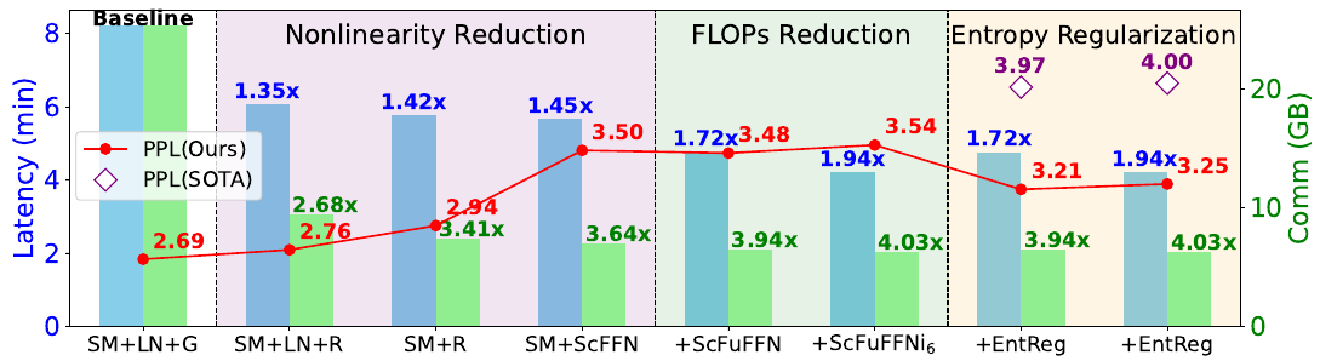 Baseline
Nonlinearity Reduction
FLOPs Reduction
Entropy Regularization
Latency (min)
8
6
4
2
0
Comm (GB)
20
10
0
PPL(Ours)
PPL(SOTA)
1.35x
1.42x
1.45x
1.72x
1.94x
1.72x
1.94x
2.68x
3.41x
3.64x
3.94x
4.03x
3.94x
4.03x
2.69
2.76
2.94
3.50
3.48
3.54
3.21
3.25
3.97
4.00
SM+LN+G
SM+LN+R
SM+R
SM+ScFFN
+ScFuFFN
+ScFuFFNi₆
+EntReg
+EntReg